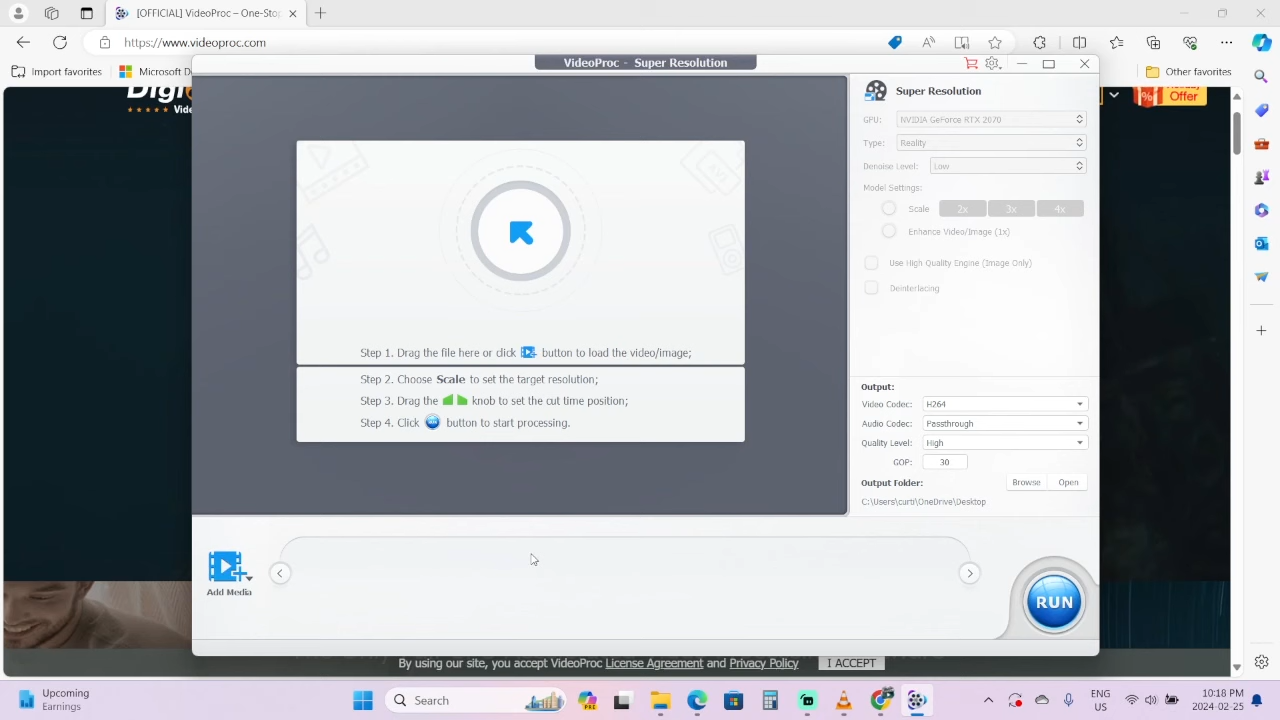 [OFFICIAL] VideoProc – One-Stop
https://www.videoproc.com
Import favorites
Microsoft D
Other favorites
Offer
VideoProc - Super Resolution
Super Resolution
GPU: NVIDIA GeForce RTX 2070
Type: Reality
Denoise Level: Low
Model Settings:
Scale 2x 3x 4x
Enhance Video/Image (1x)
Use High Quality Engine (Image Only)
Deinterlacing
Step 1. Drag the file here or click button to load the video/image;
Step 2. Choose Scale to set the target resolution;
Step 3. Drag the knob to set the cut time position;
Step 4. Click button to start processing.
Output:
Video Codec: H264
Audio Codec: Passthrough
Quality Level: High
GOP: 30
Output Folder: Browse Open
C:\Users\curti\OneDrive\Desktop
Add Media
RUN
By using our site, you accept VideoProc License Agreement and Privacy Policy I ACCEPT
Upcoming
Earnings
Search
ENG
US
10:18 PM
2024-02-25